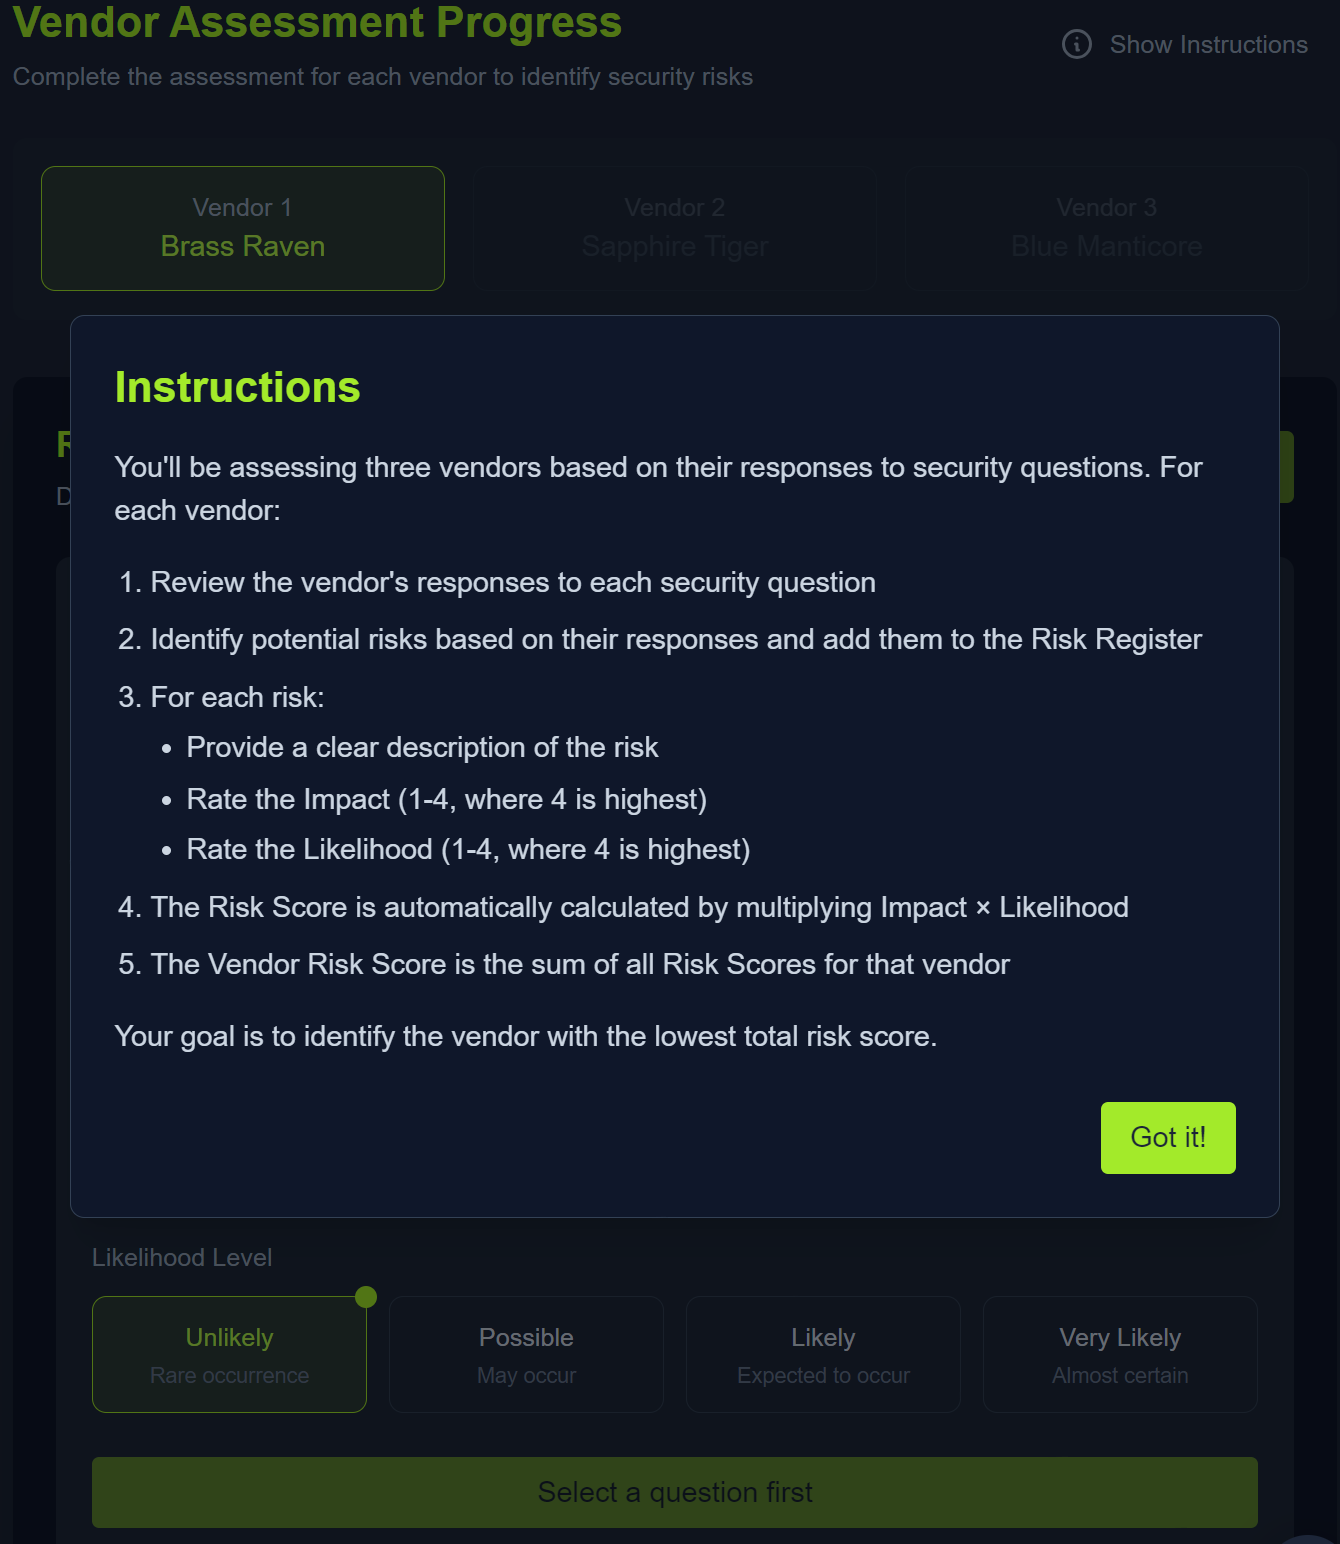 Vendor Assessment Progress
Show Instructions
Complete the assessment for each vendor to identify security risks
Vendor 1
Brass Raven
Vendor 2
Sapphire Tiger
Vendor 3
Blue Manticore
Instructions
You'll be assessing three vendors based on their responses to security questions. For
each vendor:
1. Review the vendor's responses to each security question
2. Identify potential risks based on their responses and add them to the Risk Register
3. For each risk:
• Provide a clear description of the risk
• Rate the Impact (1-4, where 4 is highest)
• Rate the Likelihood (1-4, where 4 is highest)
4. The Risk Score is automatically calculated by multiplying Impact × Likelihood
5. The Vendor Risk Score is the sum of all Risk Scores for that vendor
Your goal is to identify the vendor with the lowest total risk score.
Got it!
Likelihood Level
Unlikely
Rare occurrence
Possible
May occur
Likely
Expected to occur
Very Likely
Almost certain
Select a question first